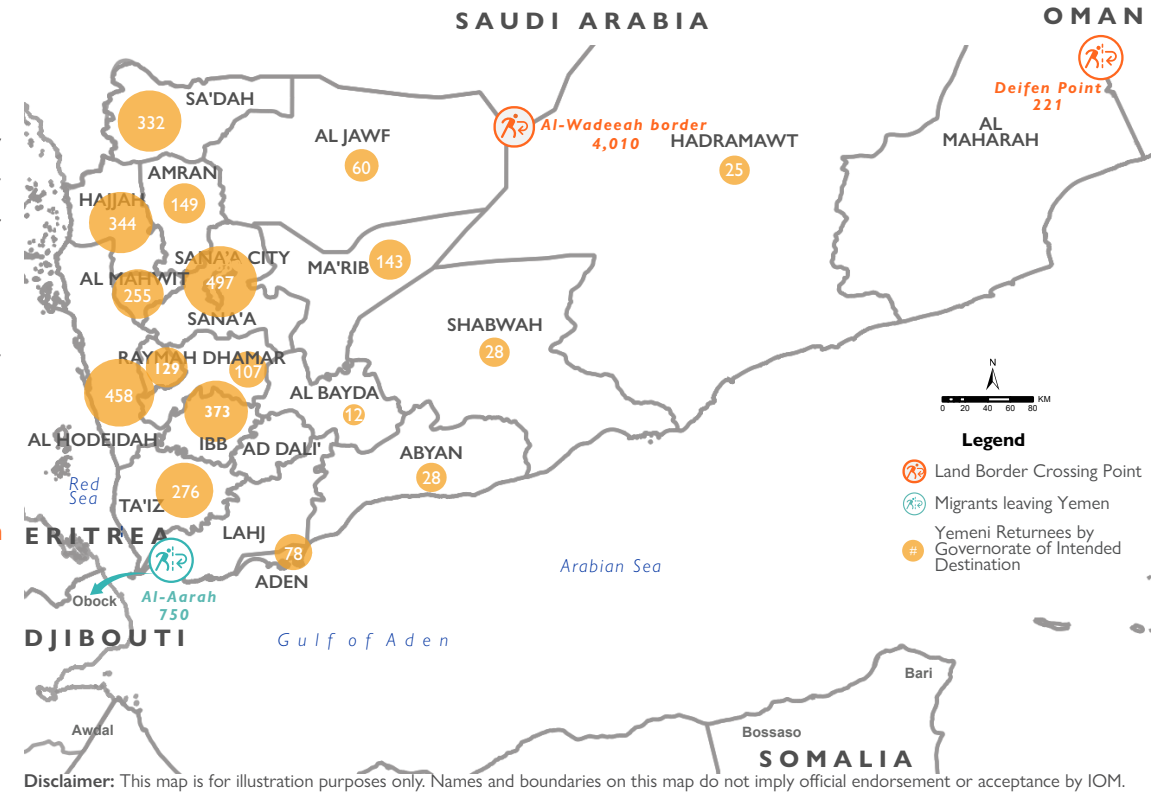 SAUDI ARABIA
OMAN
Deifen Point
221
SA'DAH
332
Al-Wadeeah border
4,010
AL JAWF
60
HADRAMAWT
25
AL
MAHARAH
AMRAN
149
HAJJAH
344
SANA'A CITY
497
MA'RIB
143
AL MAHWIT
255
SANA'A
SHABWAH
28
RAYMAH
129
DHAMAR
107
458
373
AL BAYDA
12
N
0 20 40 60 80 KM
AL HODEIDAH
IBB
AD DALI'
ABYAN
28
Legend
Land Border Crossing Point
Migrants leaving Yemen
#
Yemeni Returnees by
Governorate of Intended
Destination
Red
Sea
276
TA'IZ
LAHJ
ERITREA
78
ADEN
Arabian Sea
Obock
Al-Aarah
750
DJIBOUTI
Gulf of Aden
Bari
Awdal
Bossaso
SOMALIA
Disclaimer: This map is for illustration purposes only. Names and boundaries on this map do not imply official endorsement or acceptance by IOM.